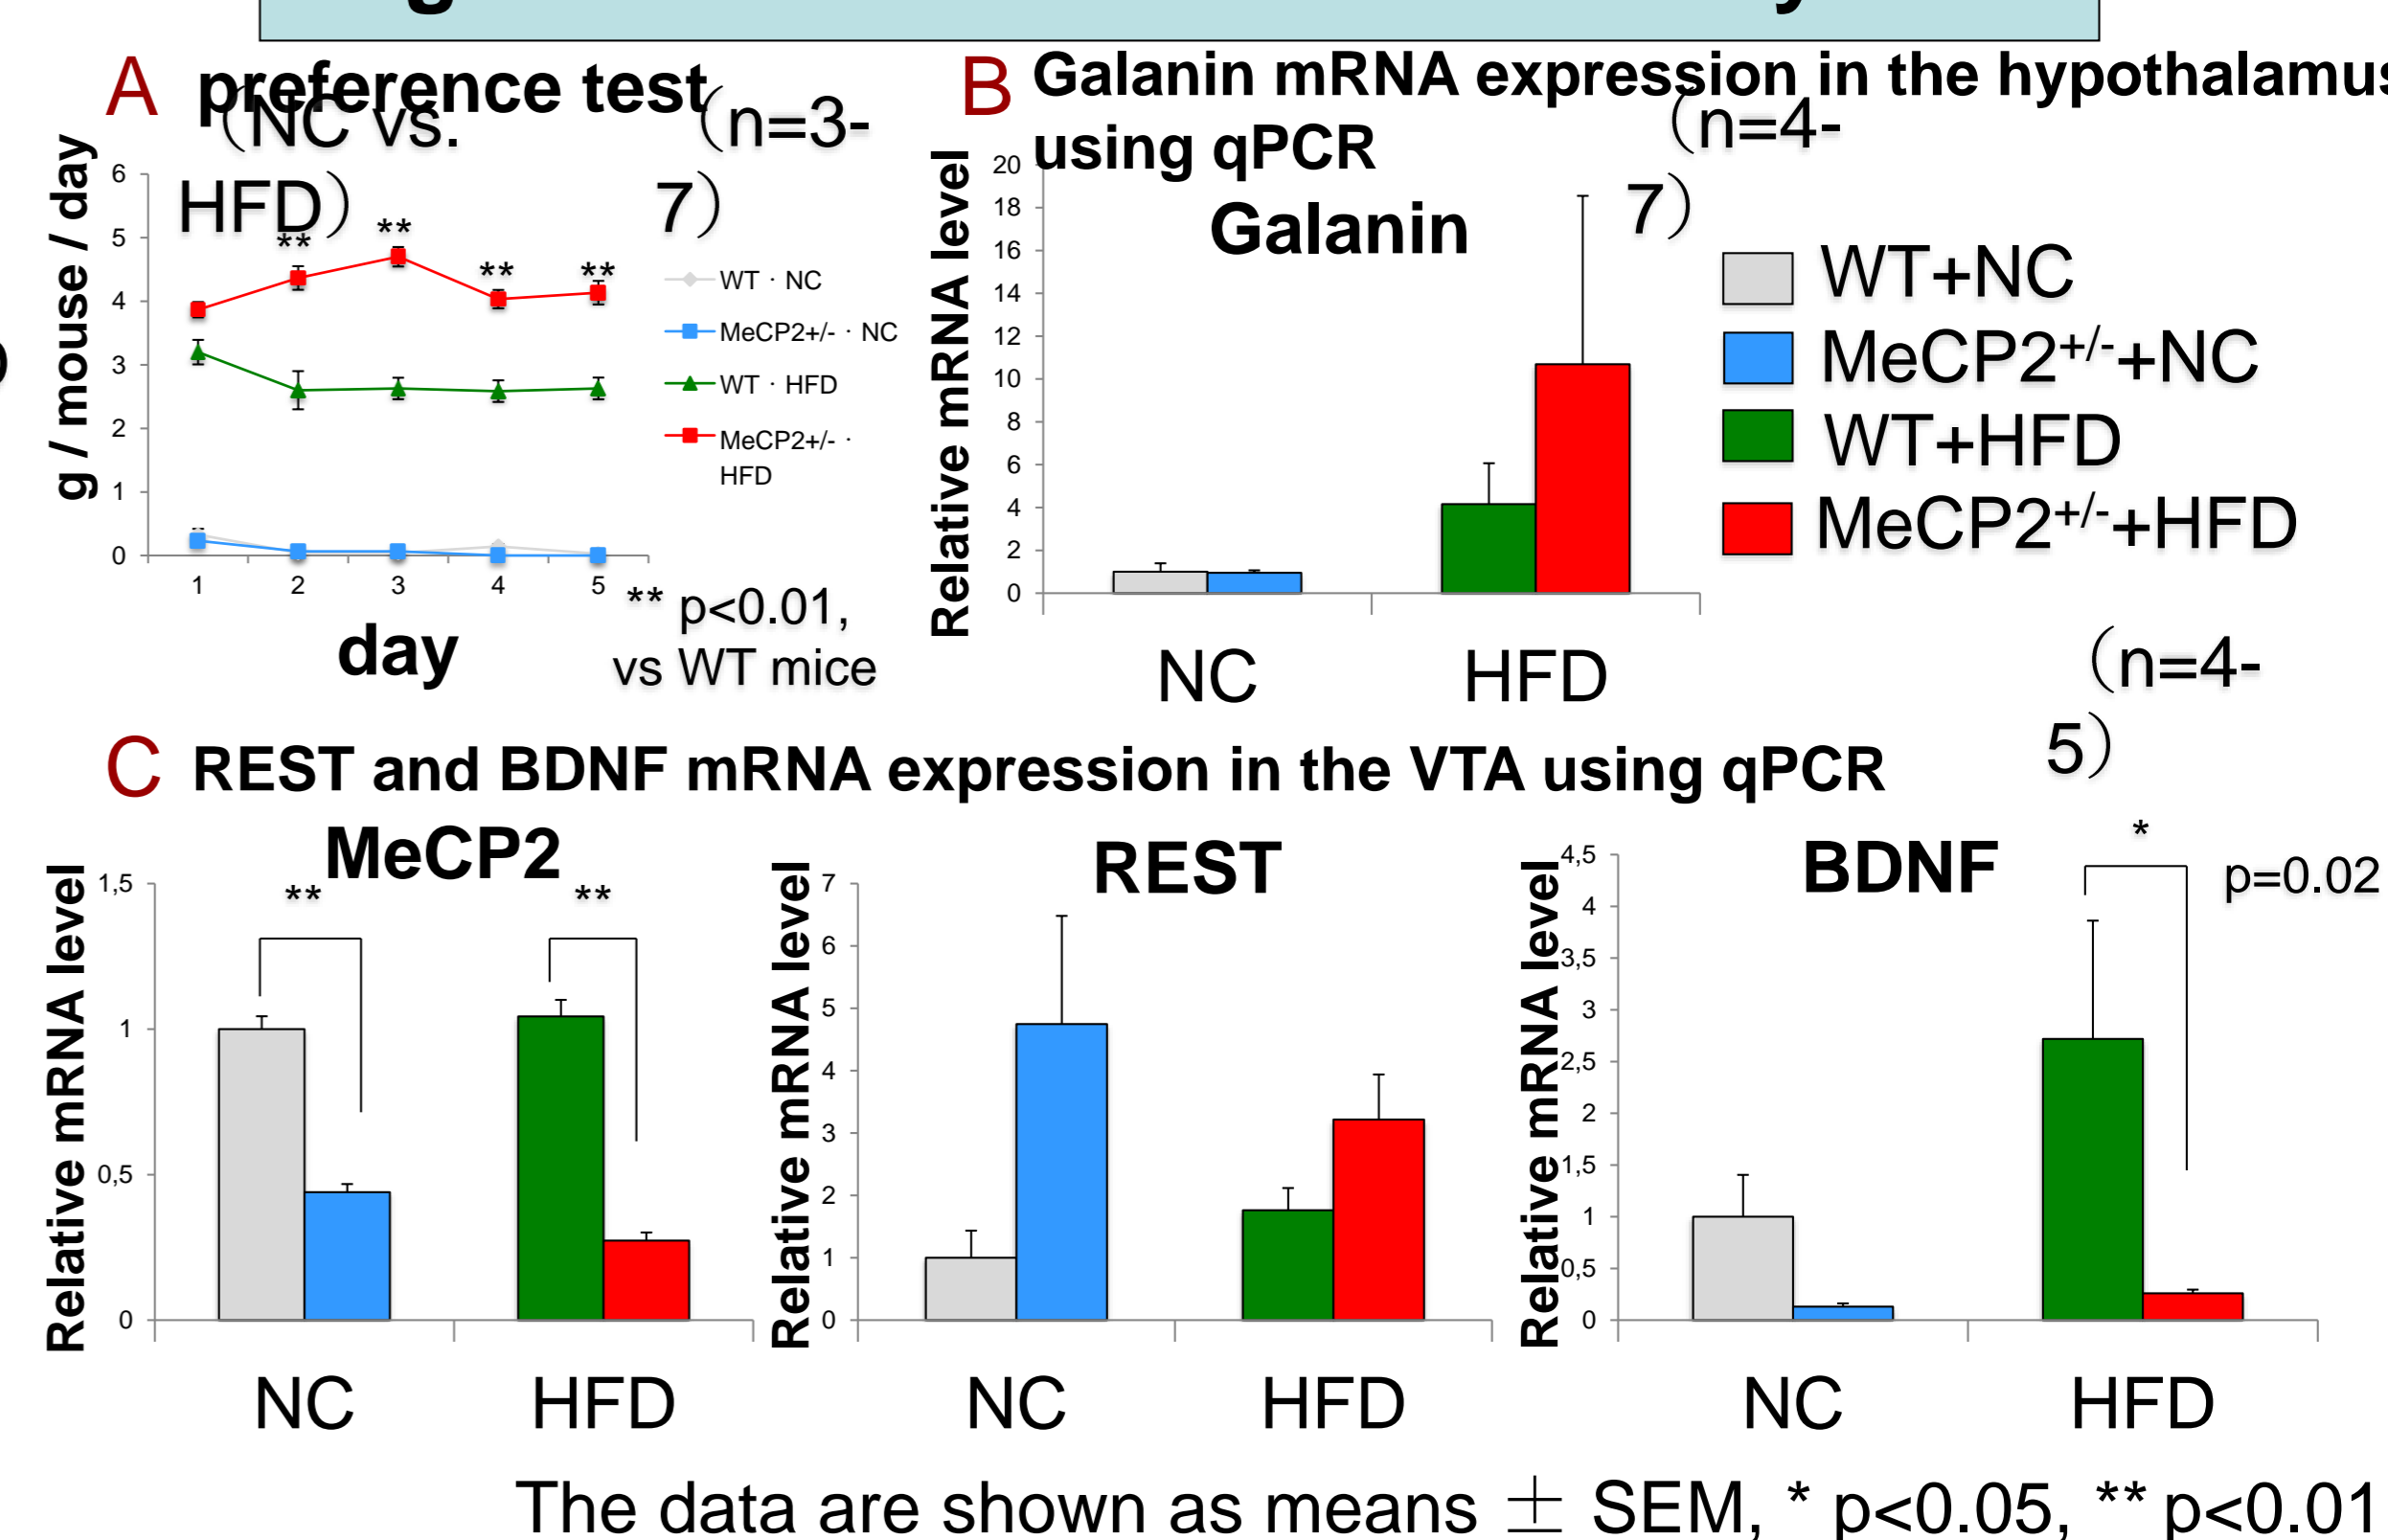 A preference test
（NC vs. HFD）
（n=3-7）
g / mouse / day
6
5
4
3
2
1
0
** ** ** **
1 2 3 4 5
day
WT · NC
MeCP2+/- · NC
WT · HFD
MeCP2+/- · HFD
** p<0.01,
vs WT mice
B Galanin mRNA expression in the hypothalamus
using qPCR
（n=4-7）
Galanin
Relative mRNA level
20
18
16
14
12
10
8
6
4
2
0
NC HFD
WT+NC
MeCP2+/-+NC
WT+HFD
MeCP2+/-+HFD
（n=4-5）
C REST and BDNF mRNA expression in the VTA using qPCR
MeCP2
Relative mRNA level
1,5
1
0,5
0
** **
NC HFD
REST
Relative mRNA level
7
6
5
4
3
2
1
0
NC HFD
BDNF
Relative mRNA level
4,5
4
3,5
3
2,5
2
1,5
1
0,5
0
*
p=0.02
NC HFD
The data are shown as means ± SEM, * p<0.05, ** p<0.01